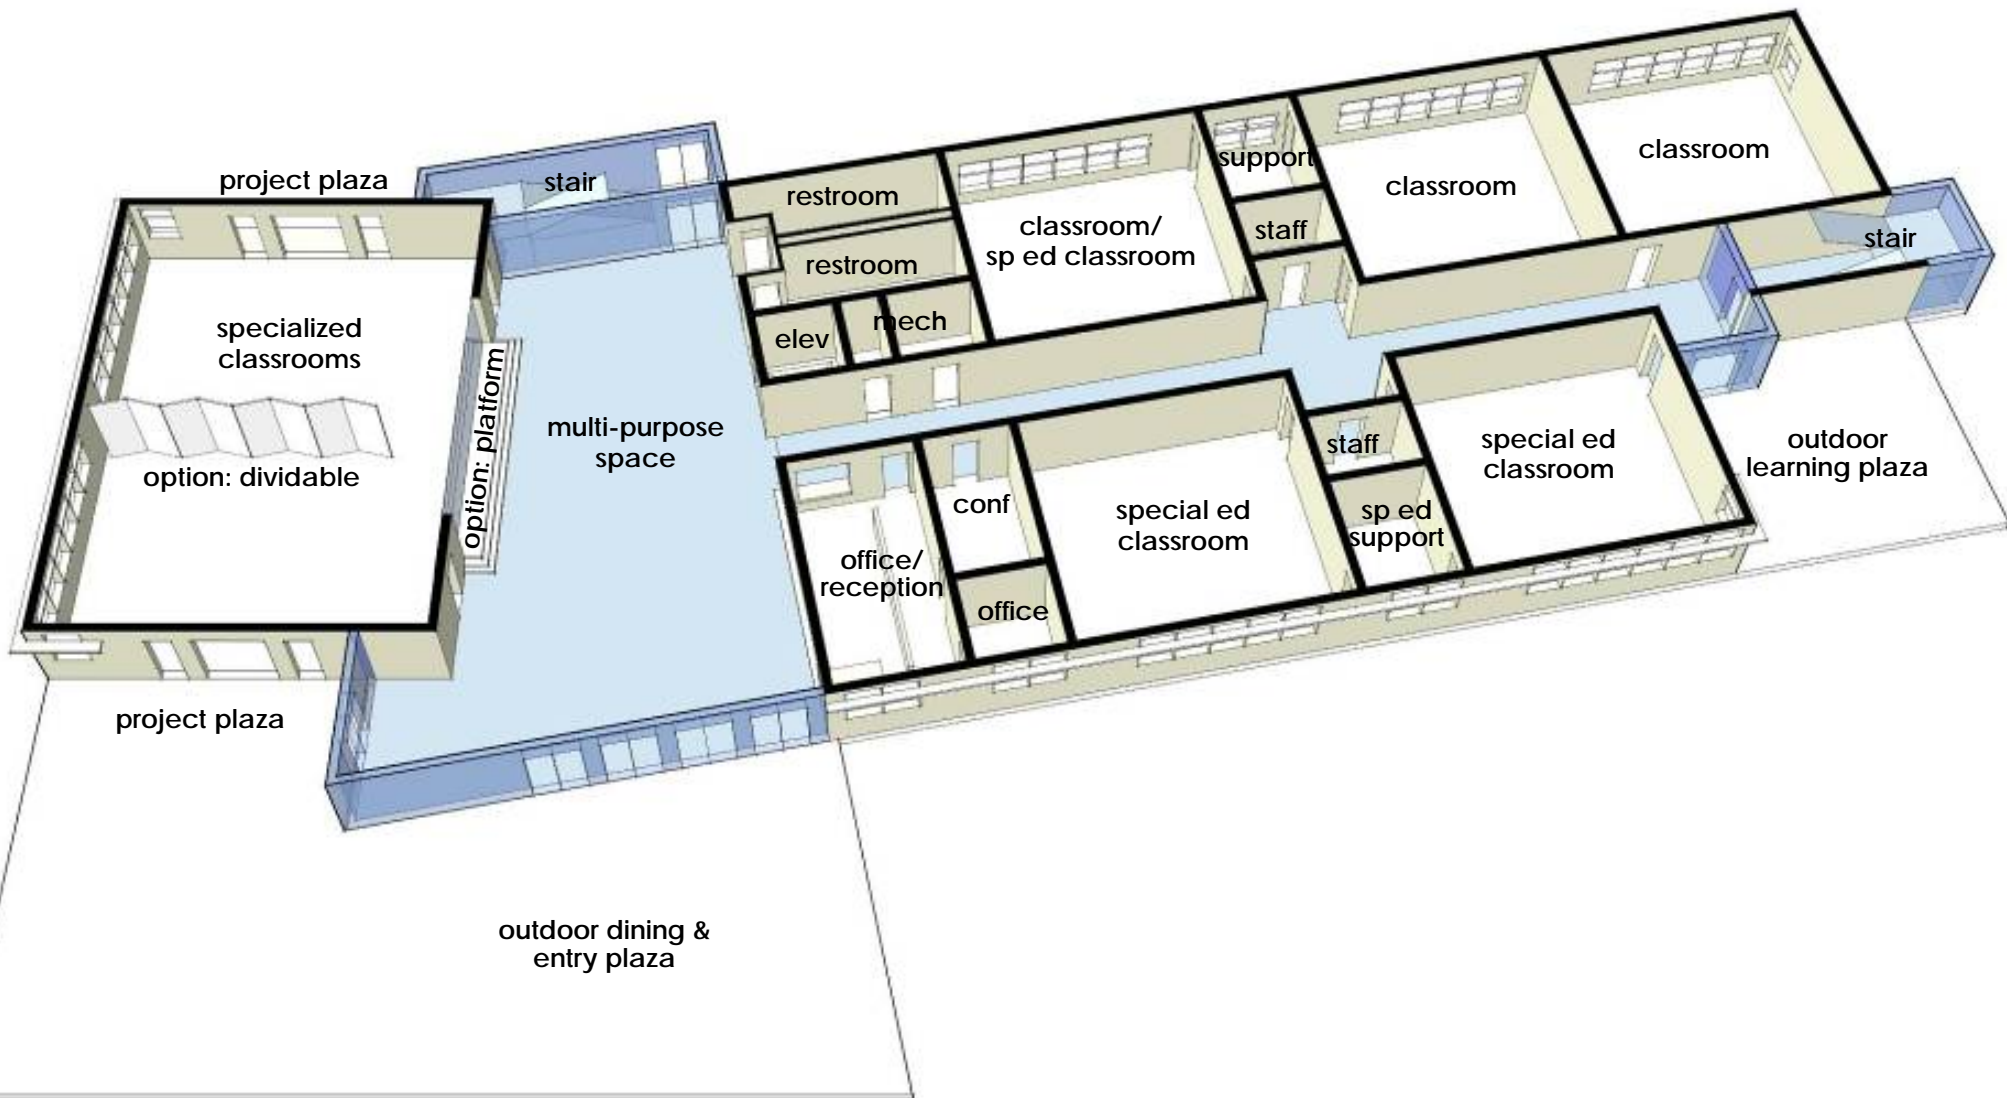 project plaza
stair
restroom
restroom
elev
mech
classroom/
sp ed classroom
support
staff
classroom
classroom
stair
specialized
classrooms
option: dividable
option: platform
multi-purpose
space
office/
reception
conf
office
special ed
classroom
staff
sp ed
support
special ed
classroom
outdoor
learning plaza
project plaza
outdoor dining &
entry plaza